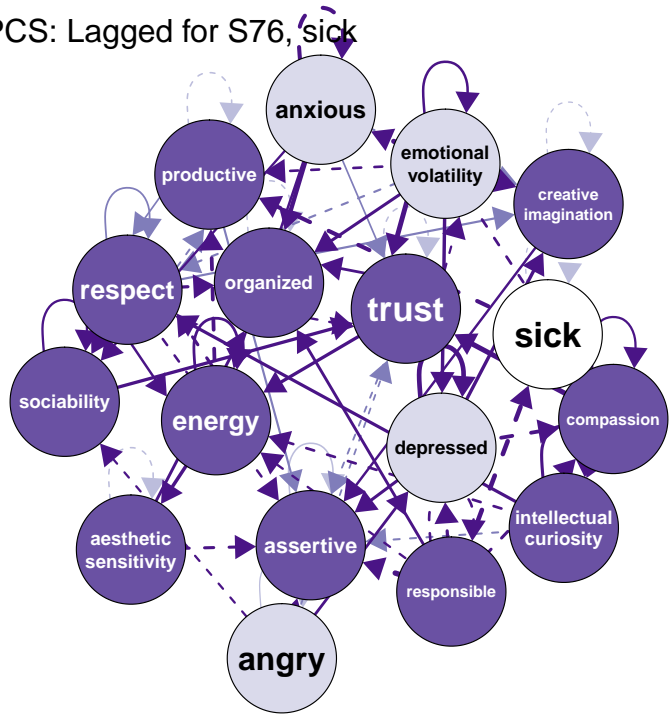 PCS: Lagged for S76, sick
anxious
emotional
volatility
productive
creative
imagination
respect
organized
trust
sick
sociability
energy
depressed
compassion
aesthetic
sensitivity
assertive
intellectual
curiosity
responsible
angry